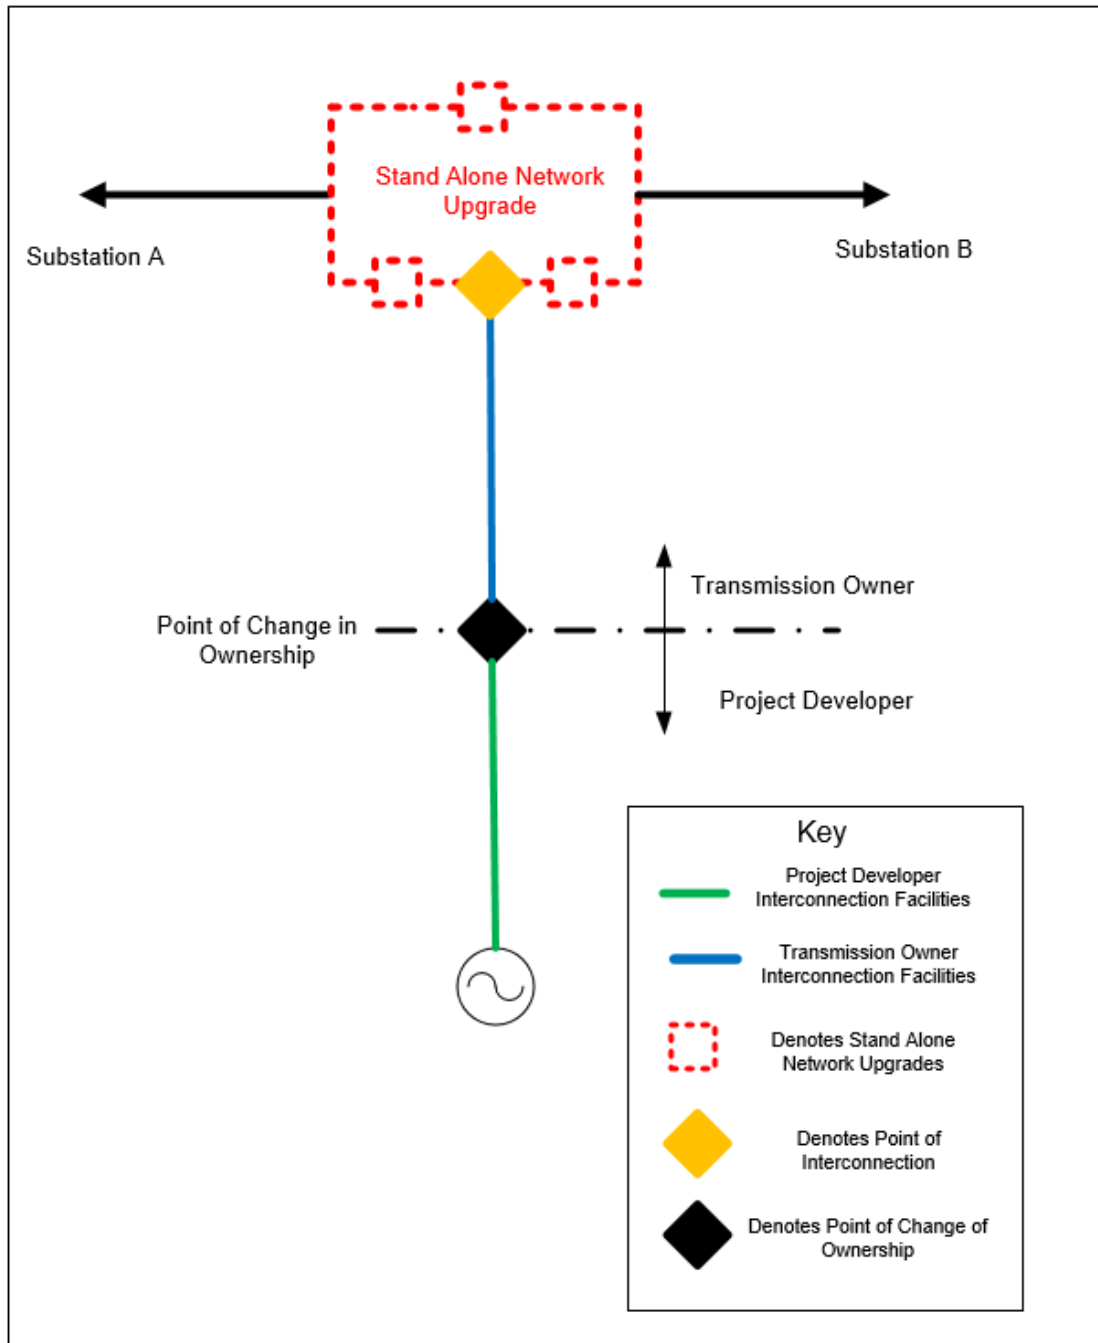 Stand Alone Network
Upgrade
Substation A
Substation B
Transmission Owner
Point of Change in
Ownership
Project Developer
Key
Project Developer
Interconnection Facilities
Transmission Owner
Interconnection Facilities
Denotes Stand Alone
Network Upgrades
Denotes Point of
Interconnection
Denotes Point of Change of
Ownership